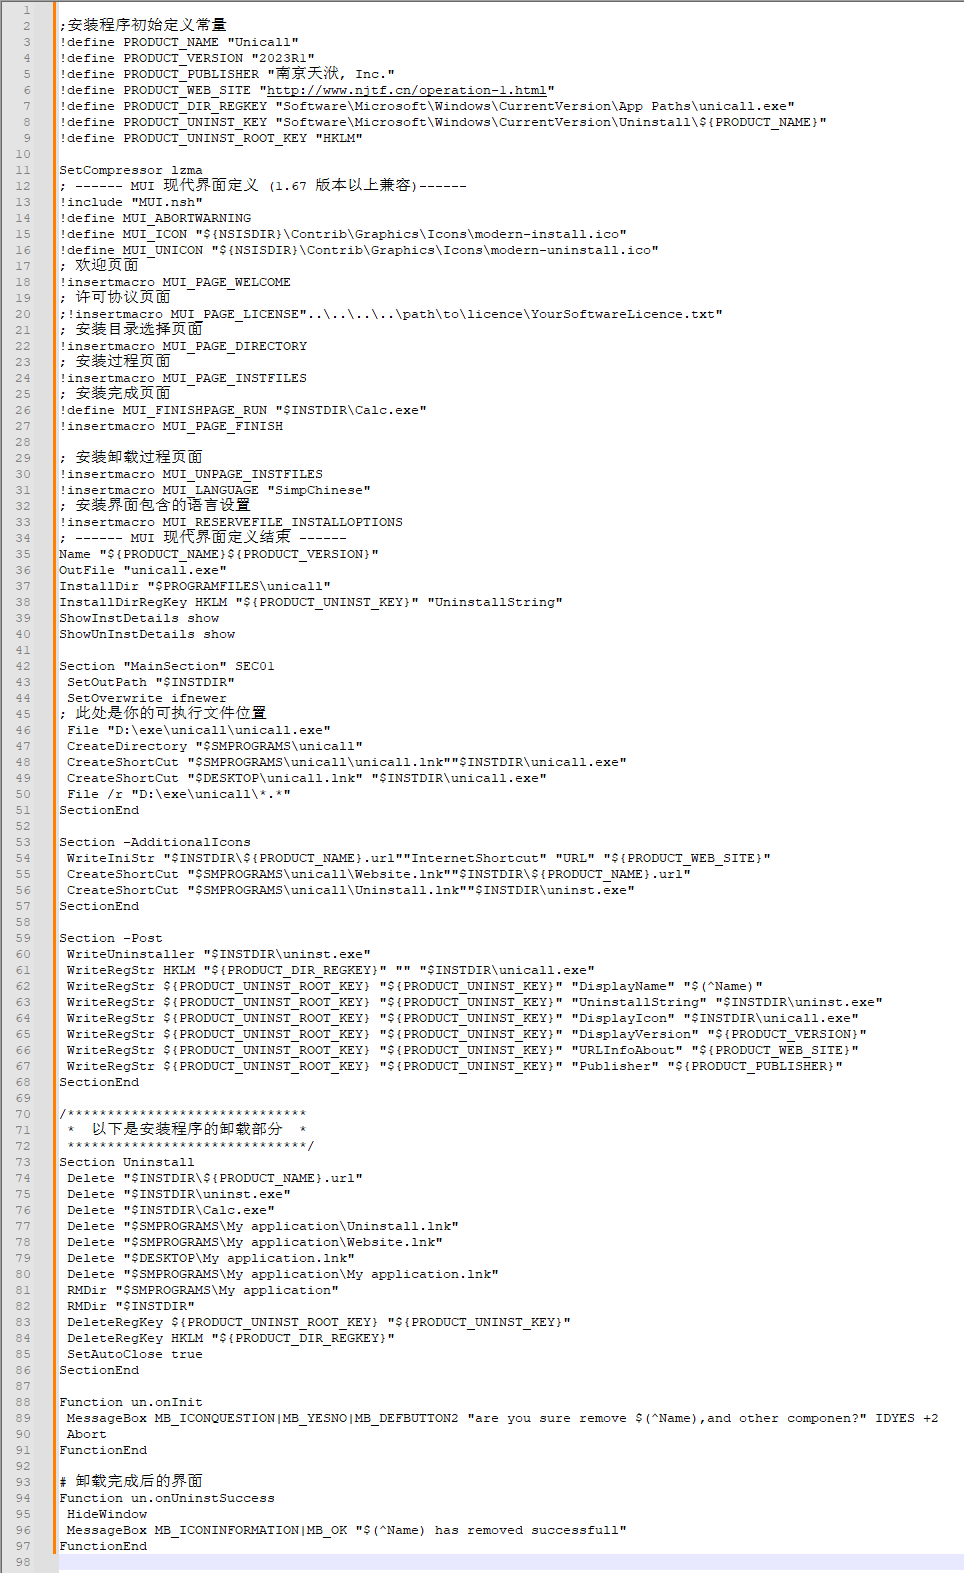 1
2 ;安装程序初始定义常量
3 !define PRODUCT_NAME "Unicall"
4 !define PRODUCT_VERSION "2023R1"
5 !define PRODUCT_PUBLISHER "南京天洑, Inc."
6 !define PRODUCT_WEB_SITE "http://www.njtf.cn/operation-1.html"
7 !define PRODUCT_DIR_REGKEY "Software\Microsoft\Windows\CurrentVersion\App Paths\unicall.exe"
8 !define PRODUCT_UNINST_KEY "Software\Microsoft\Windows\CurrentVersion\Uninstall\${PRODUCT_NAME}"
9 !define PRODUCT_UNINST_ROOT_KEY "HKLM"
10
11 SetCompressor lzma
12 ; ------ MUI 现代界面定义 (1.67 版本以上兼容)------
13 !include "MUI.nsh"
14 !define MUI_ABORTWARNING
15 !define MUI_ICON "${NSISDIR}\Contrib\Graphics\Icons\modern-install.ico"
16 !define MUI_UNICON "${NSISDIR}\Contrib\Graphics\Icons\modern-uninstall.ico"
17 ; 欢迎页面
18 !insertmacro MUI_PAGE_WELCOME
19 ; 许可协议页面
20 ;!insertmacro MUI_PAGE_LICENSE"..\..\..\..\path\to\licence\YourSoftwareLicence.txt"
21 ; 安装目录选择页面
22 !insertmacro MUI_PAGE_DIRECTORY
23 ; 安装过程页面
24 !insertmacro MUI_PAGE_INSTFILES
25 ; 安装完成页面
26 !define MUI_FINISHPAGE_RUN "$INSTDIR\Calc.exe"
27 !insertmacro MUI_PAGE_FINISH
28
29 ; 安装卸载过程页面
30 !insertmacro MUI_UNPAGE_INSTFILES
31 !insertmacro MUI_LANGUAGE "SimpChinese"
32 ; 安装界面包含的语言设置
33 !insertmacro MUI_RESERVEFILE_INSTALLOPTIONS
34 ; ------ MUI 现代界面定义结束 ------
35 Name "${PRODUCT_NAME}${PRODUCT_VERSION}"
36 OutFile "unicall.exe"
37 InstallDir "$PROGRAMFILES\unicall"
38 InstallDirRegKey HKLM "${PRODUCT_UNINST_KEY}" "UninstallString"
39 ShowInstDetails show
40 ShowUnInstDetails show
41
42 Section "MainSection" SEC01
43 SetOutPath "$INSTDIR"
44 SetOverwrite ifnewer
45 ; 此处是你的可执行文件位置
46 File "D:\exe\unicall\unicall.exe"
47 CreateDirectory "$SMPROGRAMS\unicall"
48 CreateShortCut "$SMPROGRAMS\unicall\unicall.lnk""$INSTDIR\unicall.exe"
49 CreateShortCut "$DESKTOP\unicall.lnk" "$INSTDIR\unicall.exe"
50 File /r "D:\exe\unicall\*.*"
51 SectionEnd
52
53 Section -AdditionalIcons
54 WriteIniStr "$INSTDIR\${PRODUCT_NAME}.url""InternetShortcut" "URL" "${PRODUCT_WEB_SITE}"
55 CreateShortCut "$SMPROGRAMS\unicall\Website.lnk""$INSTDIR\${PRODUCT_NAME}.url"
56 CreateShortCut "$SMPROGRAMS\unicall\Uninstall.lnk""$INSTDIR\uninst.exe"
57 SectionEnd
58
59 Section -Post
60 WriteUninstaller "$INSTDIR\uninst.exe"
61 WriteRegStr HKLM "${PRODUCT_DIR_REGKEY}" "" "$INSTDIR\unicall.exe"
62 WriteRegStr ${PRODUCT_UNINST_ROOT_KEY} "${PRODUCT_UNINST_KEY}" "DisplayName" "$(^Name)"
63 WriteRegStr ${PRODUCT_UNINST_ROOT_KEY} "${PRODUCT_UNINST_KEY}" "UninstallString" "$INSTDIR\uninst.exe"
64 WriteRegStr ${PRODUCT_UNINST_ROOT_KEY} "${PRODUCT_UNINST_KEY}" "DisplayIcon" "$INSTDIR\unicall.exe"
65 WriteRegStr ${PRODUCT_UNINST_ROOT_KEY} "${PRODUCT_UNINST_KEY}" "DisplayVersion" "${PRODUCT_VERSION}"
66 WriteRegStr ${PRODUCT_UNINST_ROOT_KEY} "${PRODUCT_UNINST_KEY}" "URLInfoAbout" "${PRODUCT_WEB_SITE}"
67 WriteRegStr ${PRODUCT_UNINST_ROOT_KEY} "${PRODUCT_UNINST_KEY}" "Publisher" "${PRODUCT_PUBLISHER}"
68 SectionEnd
69
70 /******************************
71 * 以下是安装程序的卸载部分 *
72 ******************************/
73 Section Uninstall
74 Delete "$INSTDIR\${PRODUCT_NAME}.url"
75 Delete "$INSTDIR\uninst.exe"
76 Delete "$INSTDIR\Calc.exe"
77 Delete "$SMPROGRAMS\My application\Uninstall.lnk"
78 Delete "$SMPROGRAMS\My application\Website.lnk"
79 Delete "$DESKTOP\My application.lnk"
80 Delete "$SMPROGRAMS\My application\My application.lnk"
81 RMDir "$SMPROGRAMS\My application"
82 RMDir "$INSTDIR"
83 DeleteRegKey ${PRODUCT_UNINST_ROOT_KEY} "${PRODUCT_UNINST_KEY}"
84 DeleteRegKey HKLM "${PRODUCT_DIR_REGKEY}"
85 SetAutoClose true
86 SectionEnd
87
88 Function un.onInit
89 MessageBox MB_ICONQUESTION|MB_YESNO|MB_DEFBUTTON2 "are you sure remove $(^Name),and other componen?" IDYES +2
90 Abort
91 FunctionEnd
92
93 # 卸载完成后的界面
94 Function un.onUninstSuccess
95 HideWindow
96 MessageBox MB_ICONINFORMATION|MB_OK "$(^Name) has removed successfull"
97 FunctionEnd
98